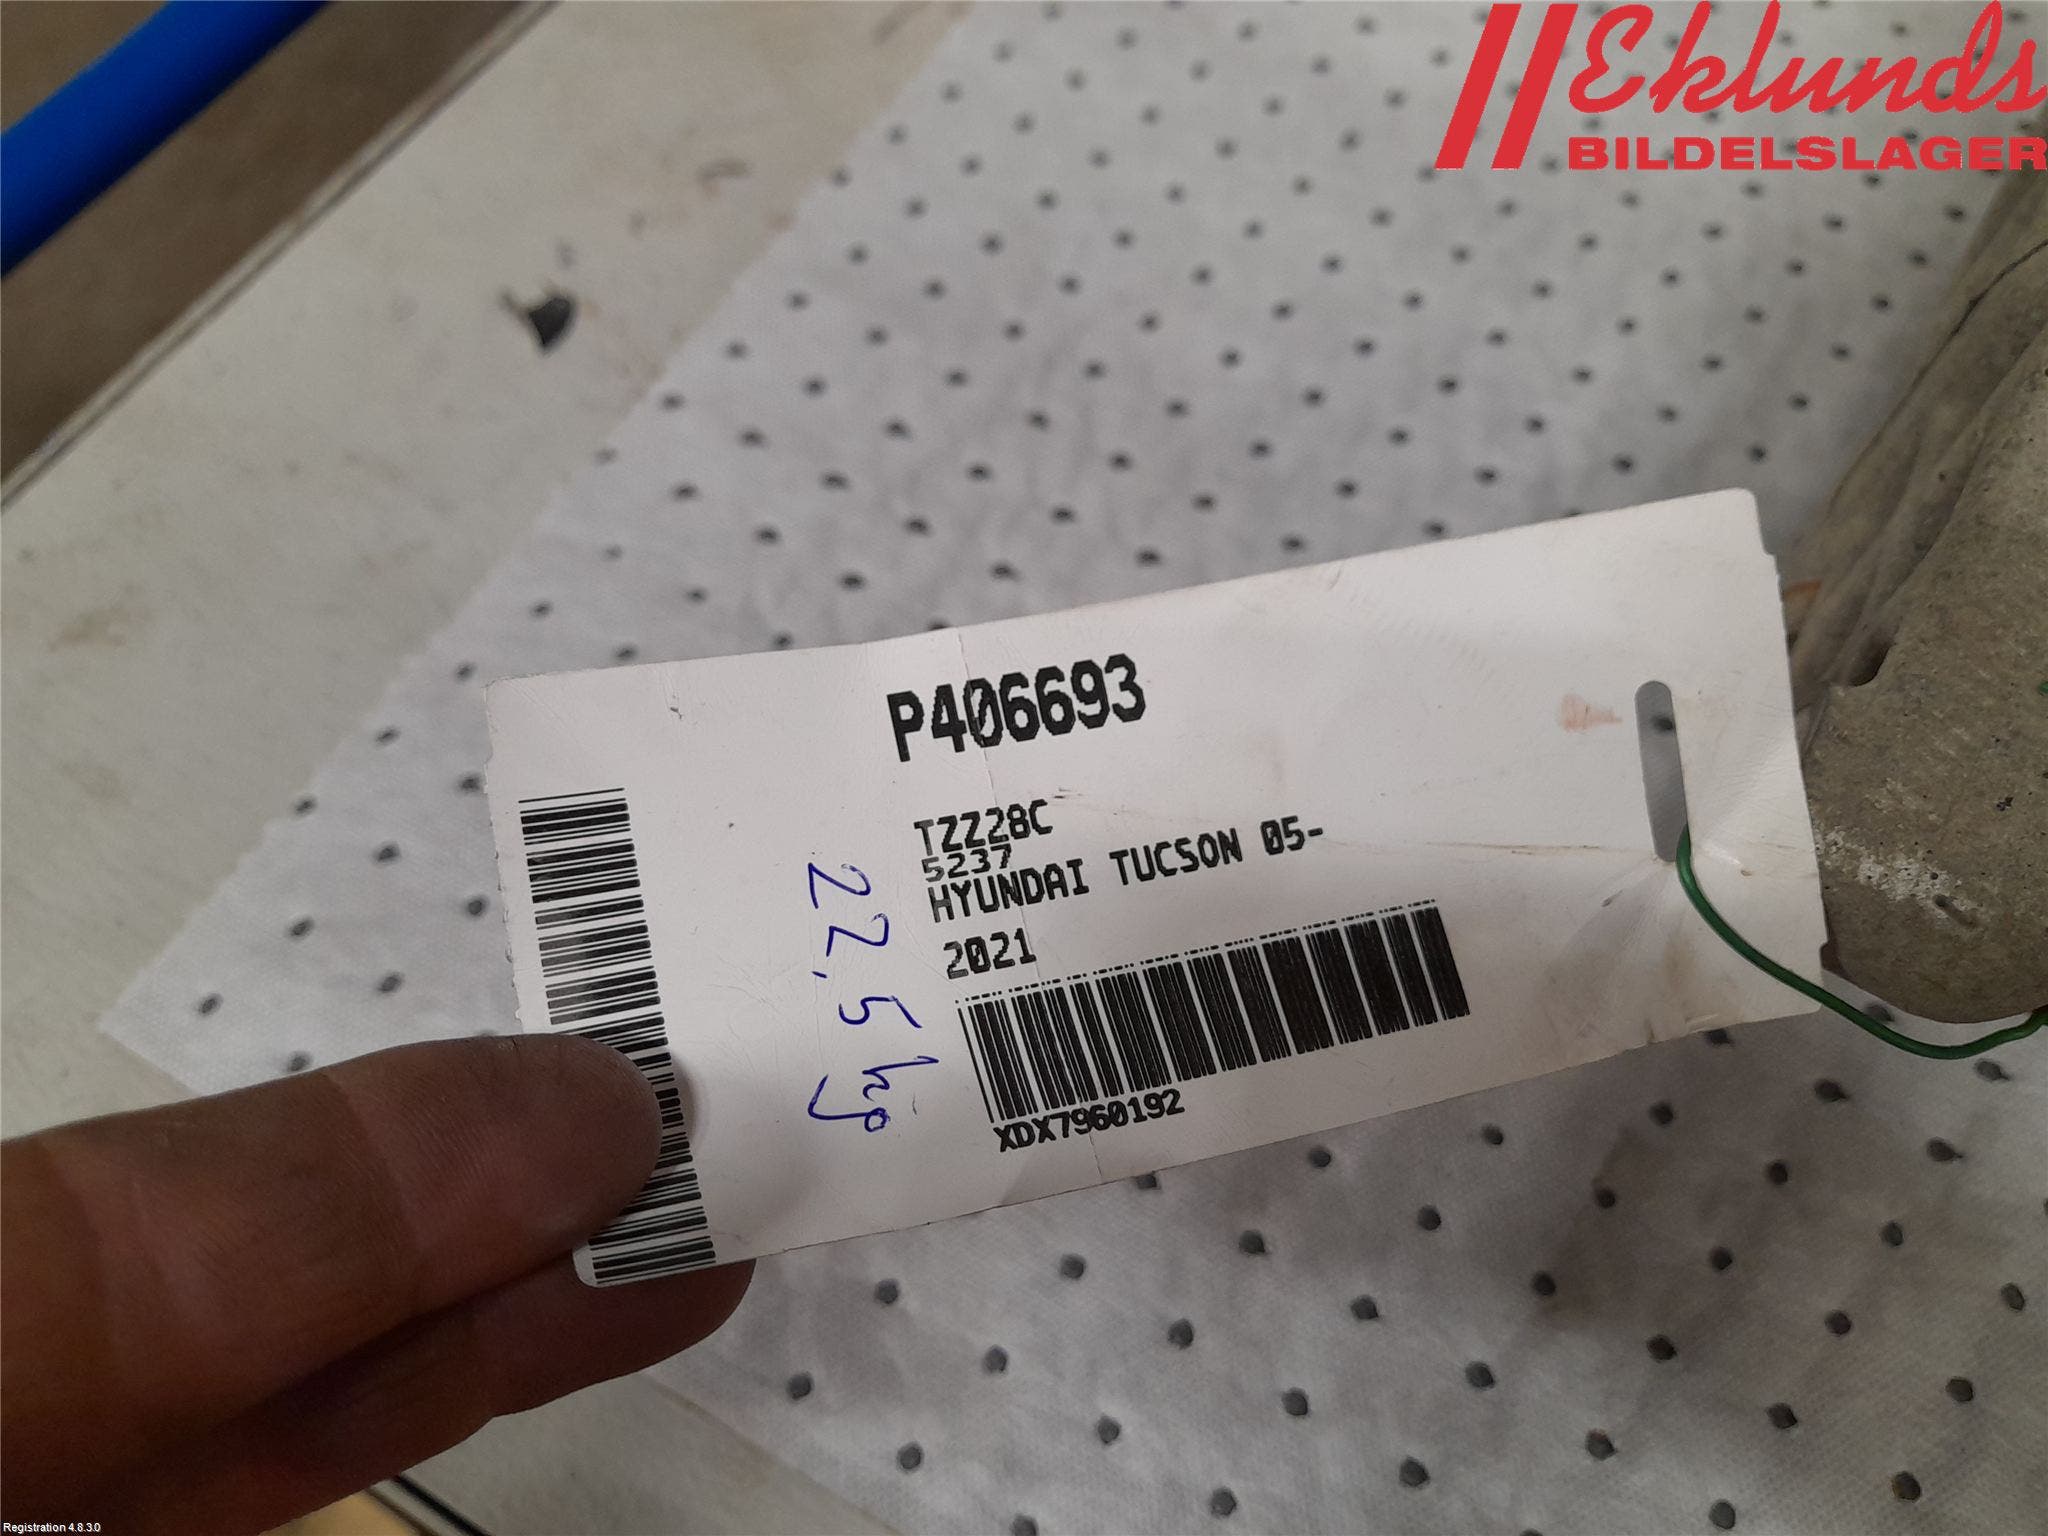 Eklunds
BILDELSLAGER
P406693
TZZ28C
5237
HYUNDAI TUCSON 05-
2021
XDX7960192
22,5 kg
Registration 4.8.3.0